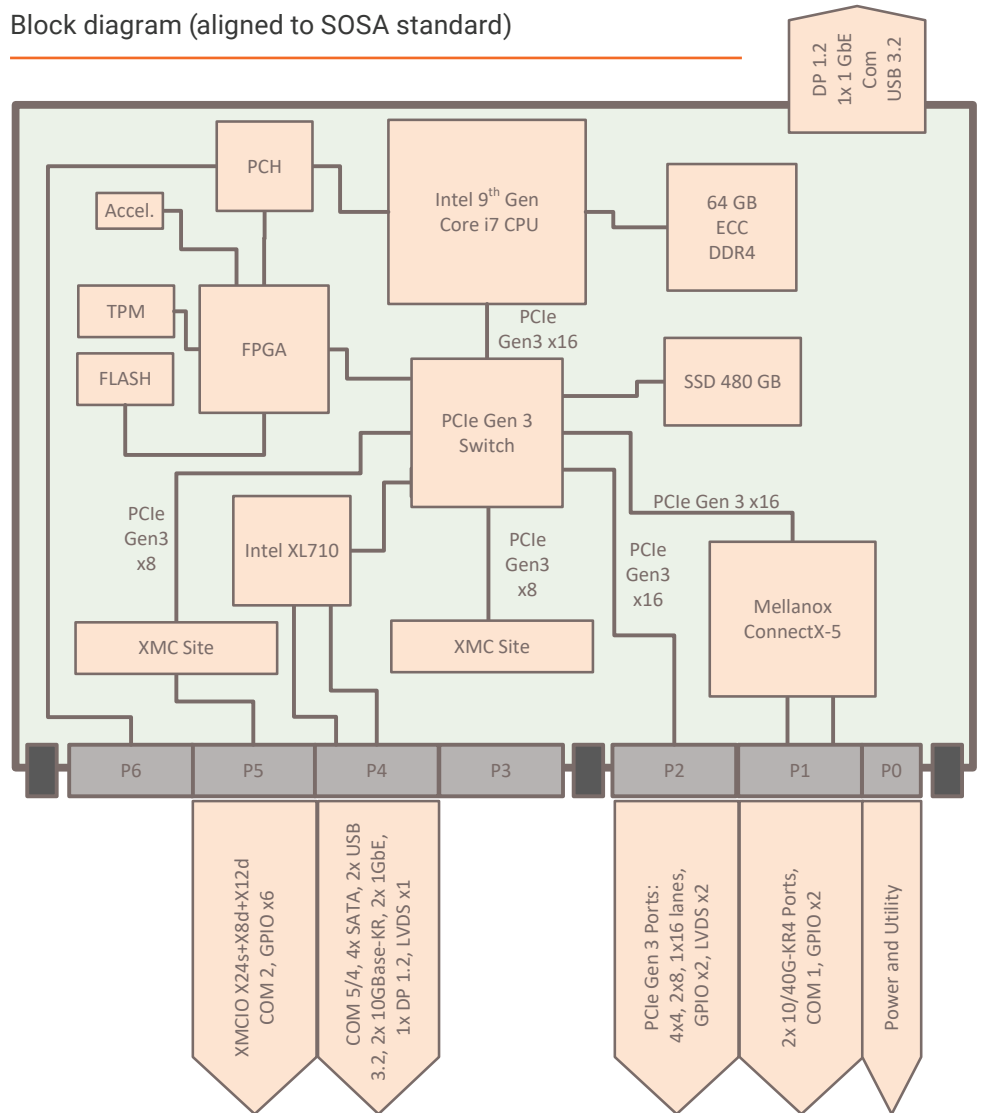 Block diagram (aligned to SOSA standard)
DP 1.2
1x 1 GbE
Com
USB 3.2
PCH
Intel 9th Gen
Core i7 CPU
64 GB
ECC
DDR4
Accel.
TPM
FPGA
FLASH
PCIe
Gen3 x16
SSD 480 GB
PCIe Gen 3
Switch
PCIe
Gen3
x8
Intel XL710
PCIe
Gen3
x8
PCIe
Gen3
x16
PCIe Gen 3 x16
Mellanox
ConnectX-5
XMC Site
XMC Site
P6
P5
P4
P3
P2
P1
P0
XMCIO X24s+X8d+X12d
COM 2, GPIO x6
COM 5/4, 4x SATA, 2x USB
3.2, 2x 10GBase-KR, 2x 1GbE,
1x DP 1.2, LVDS x1
PCIe Gen 3 Ports:
4x4, 2x8, 1x16 lanes,
GPIO x2, LVDS x2
2x 10/40G-KR4 Ports,
COM 1, GPIO x2
Power and Utility